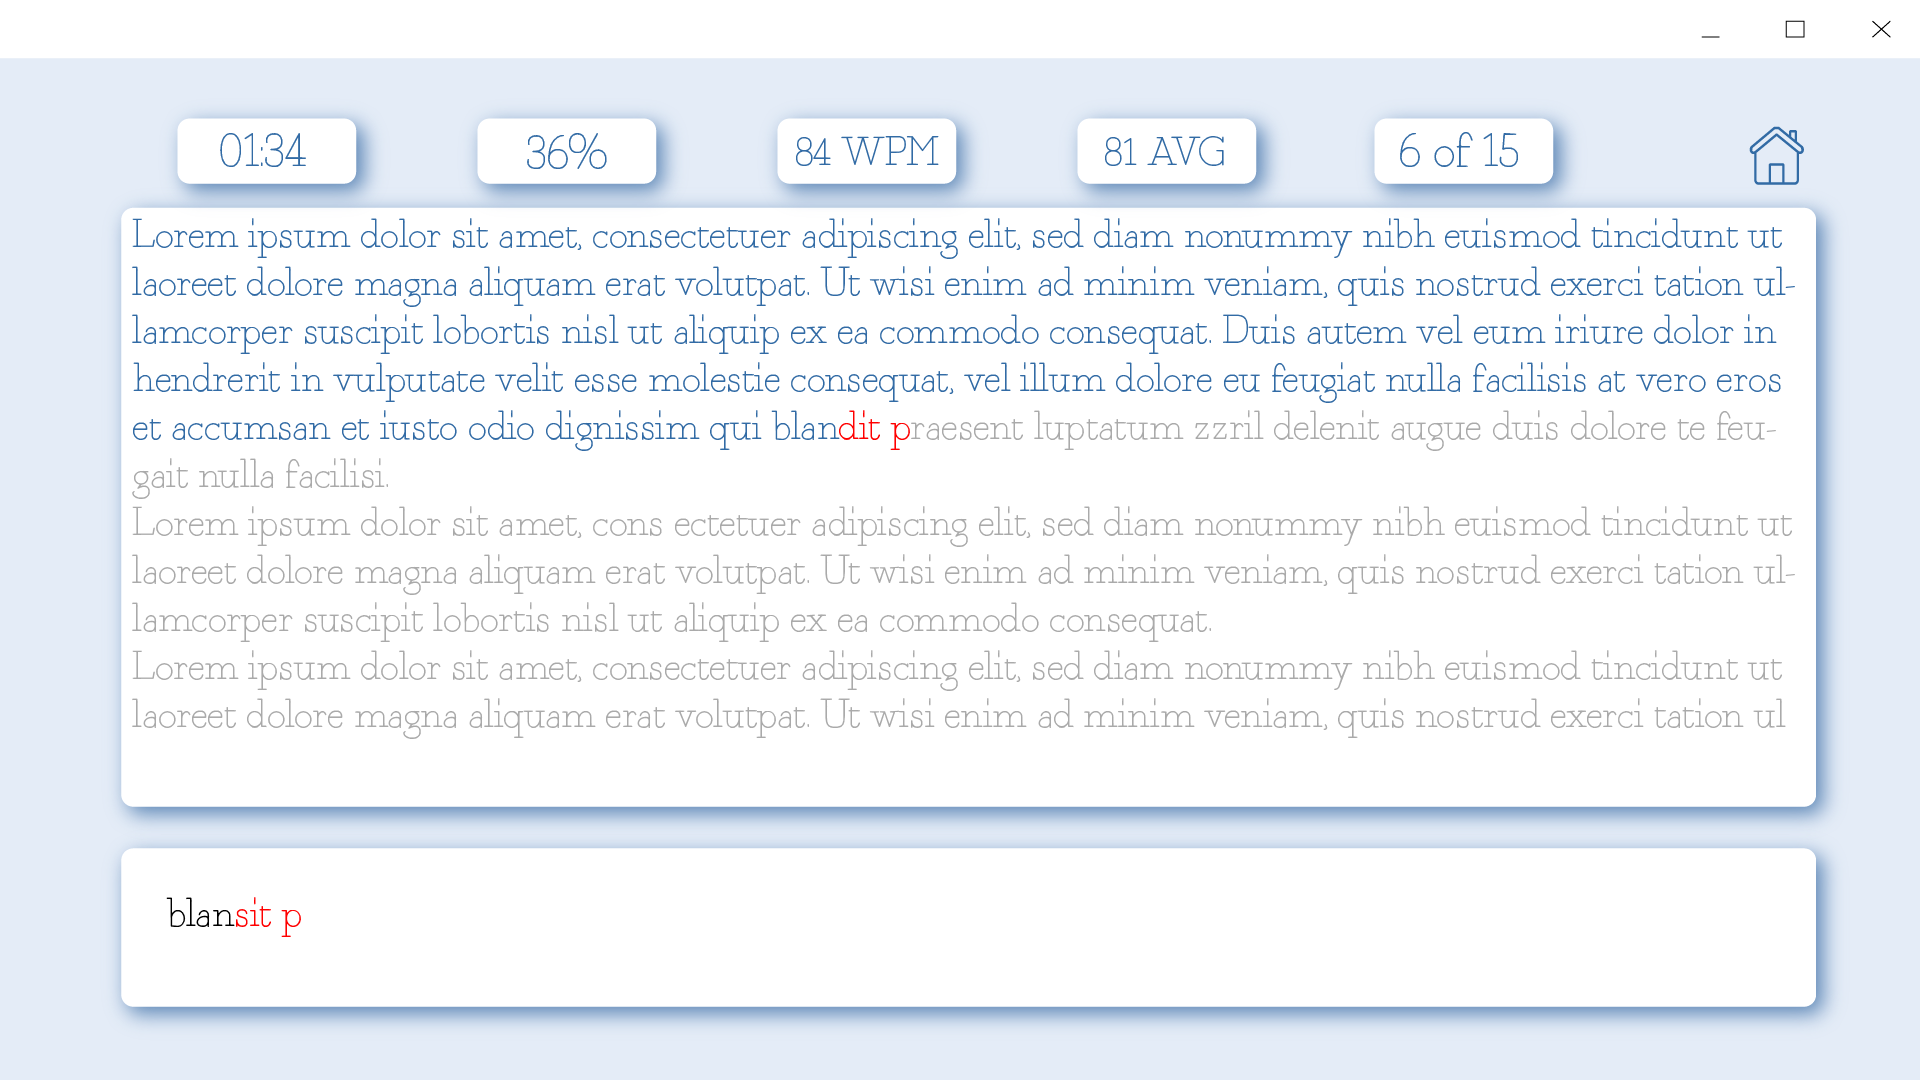 01:34
36%
84 WPM
81 AVG
6 of 15
Lorem ipsum dolor sit amet, consectetuer adipiscing elit, sed diam nonummy nibh euismod tincidunt ut
laoreet dolore magna aliquam erat volutpat. Ut wisi enim ad minim veniam, quis nostrud exerci tation ul-
lamcorper suscipit lobortis nisl ut aliquip ex ea commodo consequat. Duis autem vel eum iriure dolor in
hendrerit in vulputate velit esse molestie consequat, vel illum dolore eu feugiat nulla facilisis at vero eros
et accumsan et iusto odio dignissim qui blandit praesent luptatum zzril delenit augue duis dolore te feu-
gait nulla facilisi.
Lorem ipsum dolor sit amet, cons ectetuer adipiscing elit, sed diam nonummy nibh euismod tincidunt ut
laoreet dolore magna aliquam erat volutpat. Ut wisi enim ad minim veniam, quis nostrud exerci tation ul-
lamcorper suscipit lobortis nisl ut aliquip ex ea commodo consequat.
Lorem ipsum dolor sit amet, consectetuer adipiscing elit, sed diam nonummy nibh euismod tincidunt ut
laoreet dolore magna aliquam erat volutpat. Ut wisi enim ad minim veniam, quis nostrud exerci tation ul
blansit p